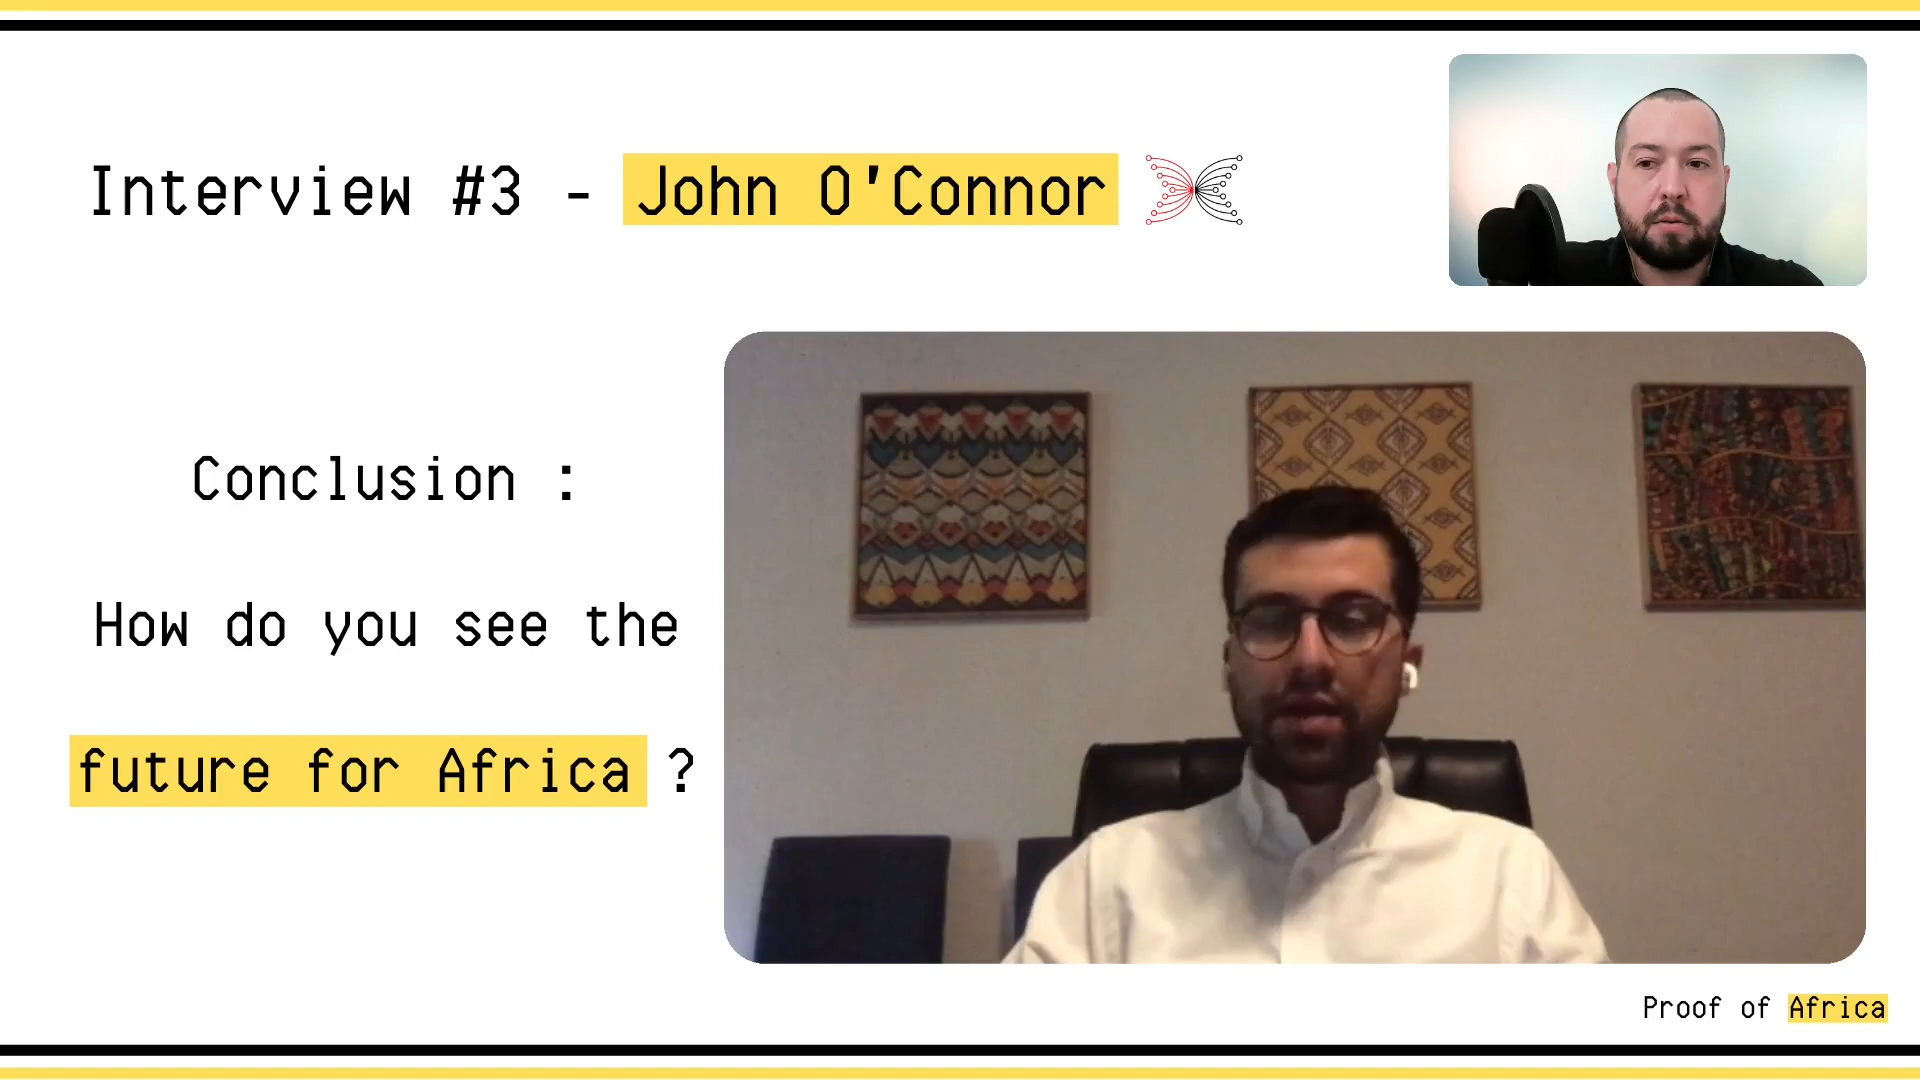 Interview #3 - John O'Connor
Conclusion :
How do you see the
future for Africa ?
Proof of Africa